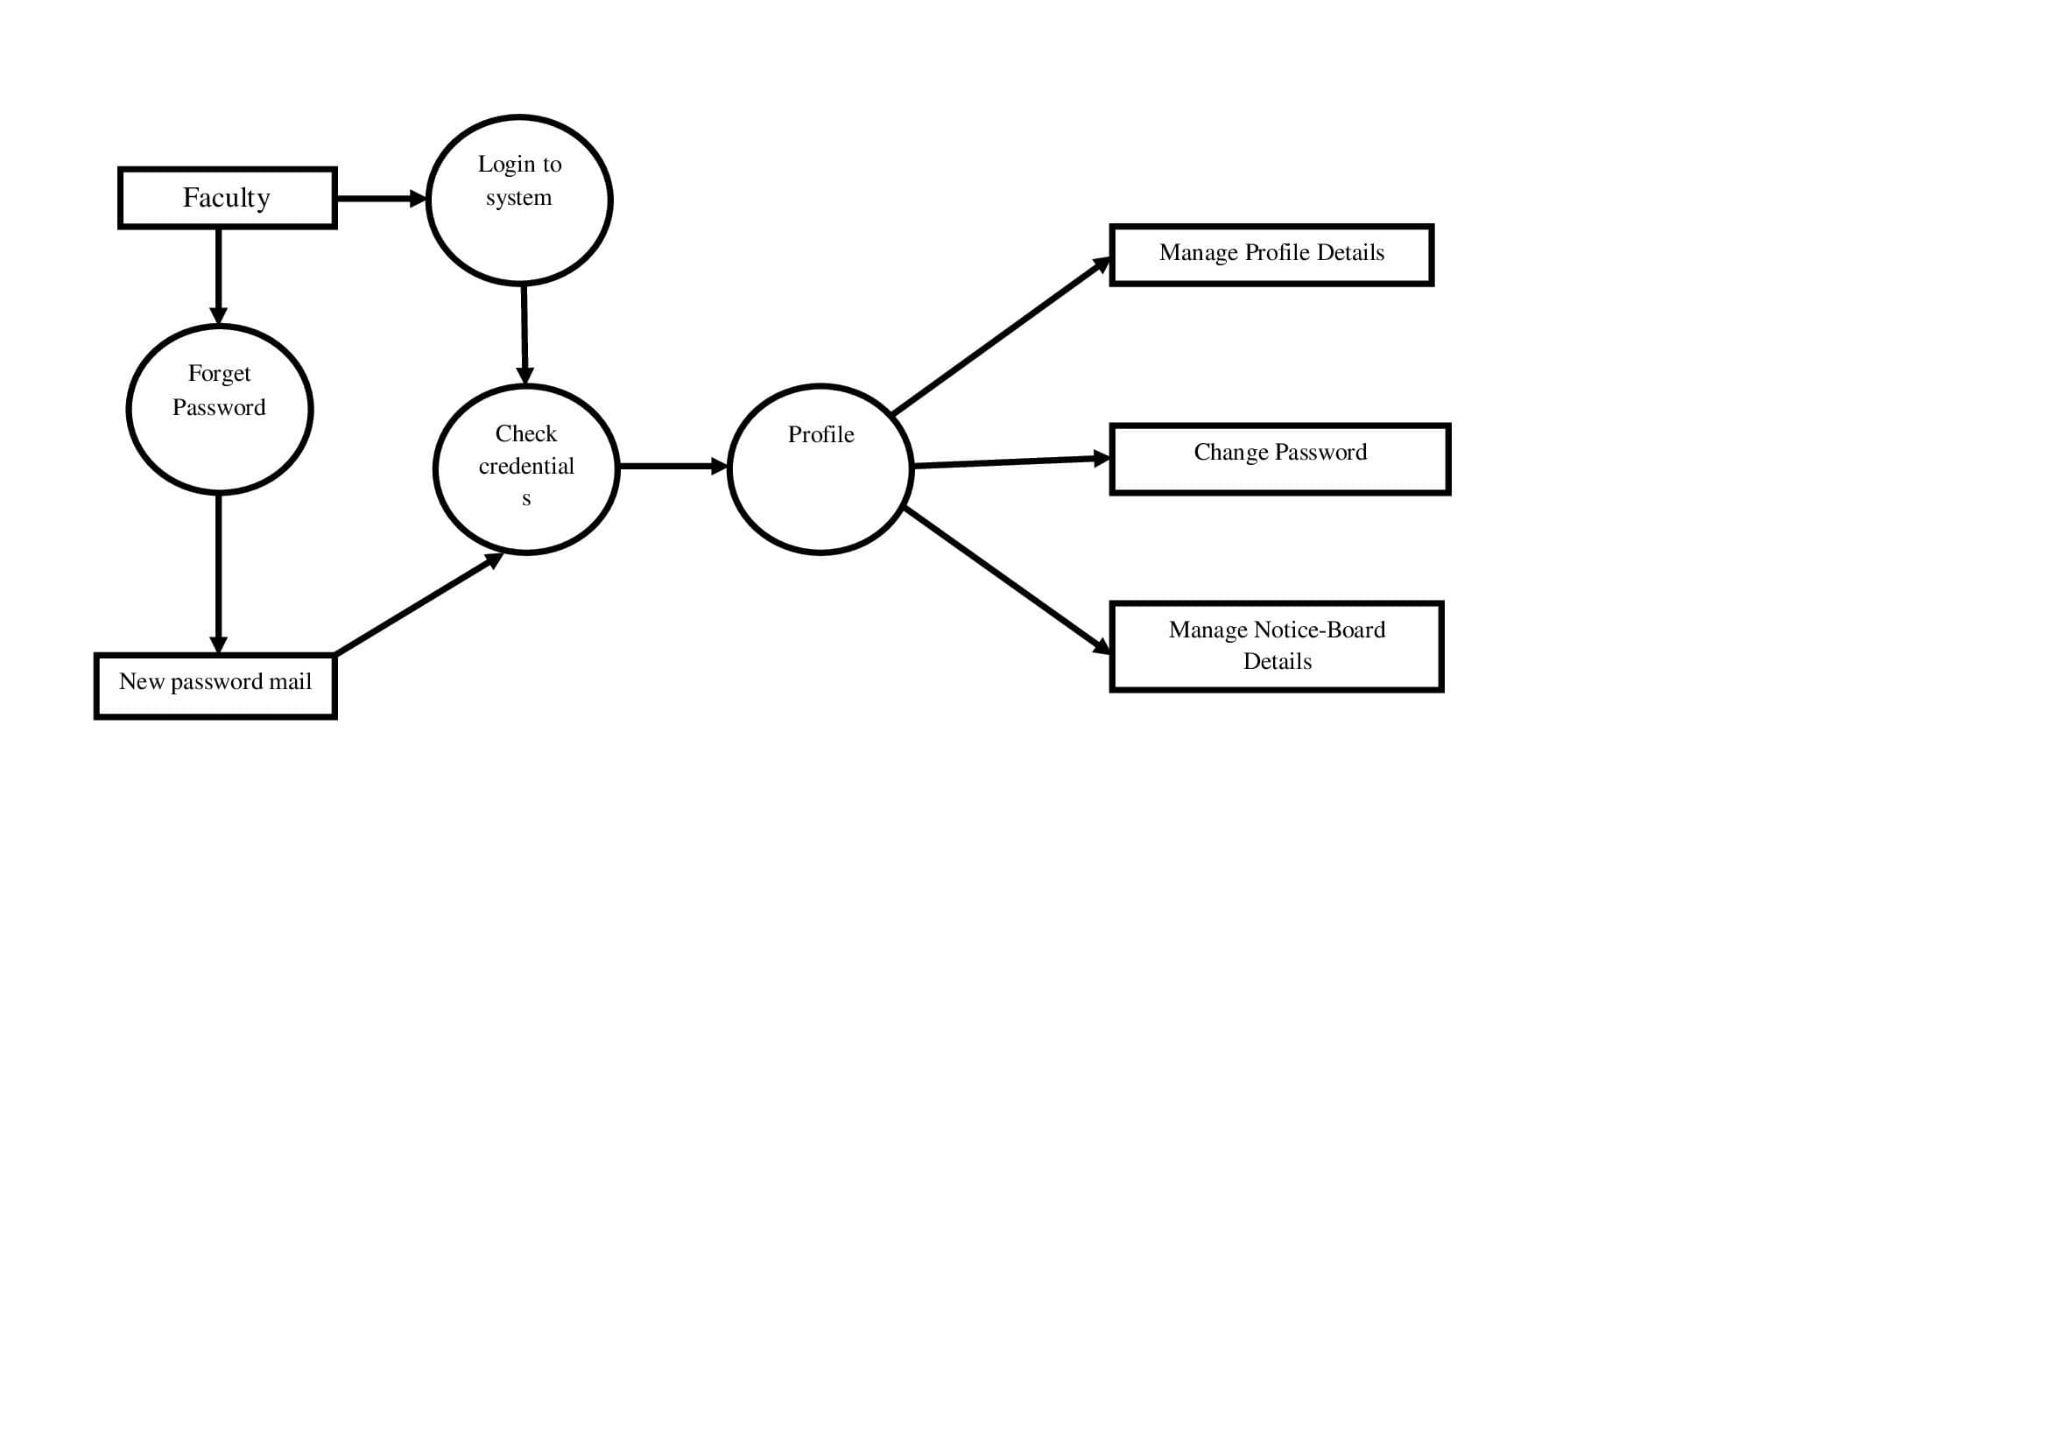 Faculty
Login to
system
Forget
Password
New password mail
Check
credential
s
Profile
Manage Profile Details
Change Password
Manage Notice-Board
Details